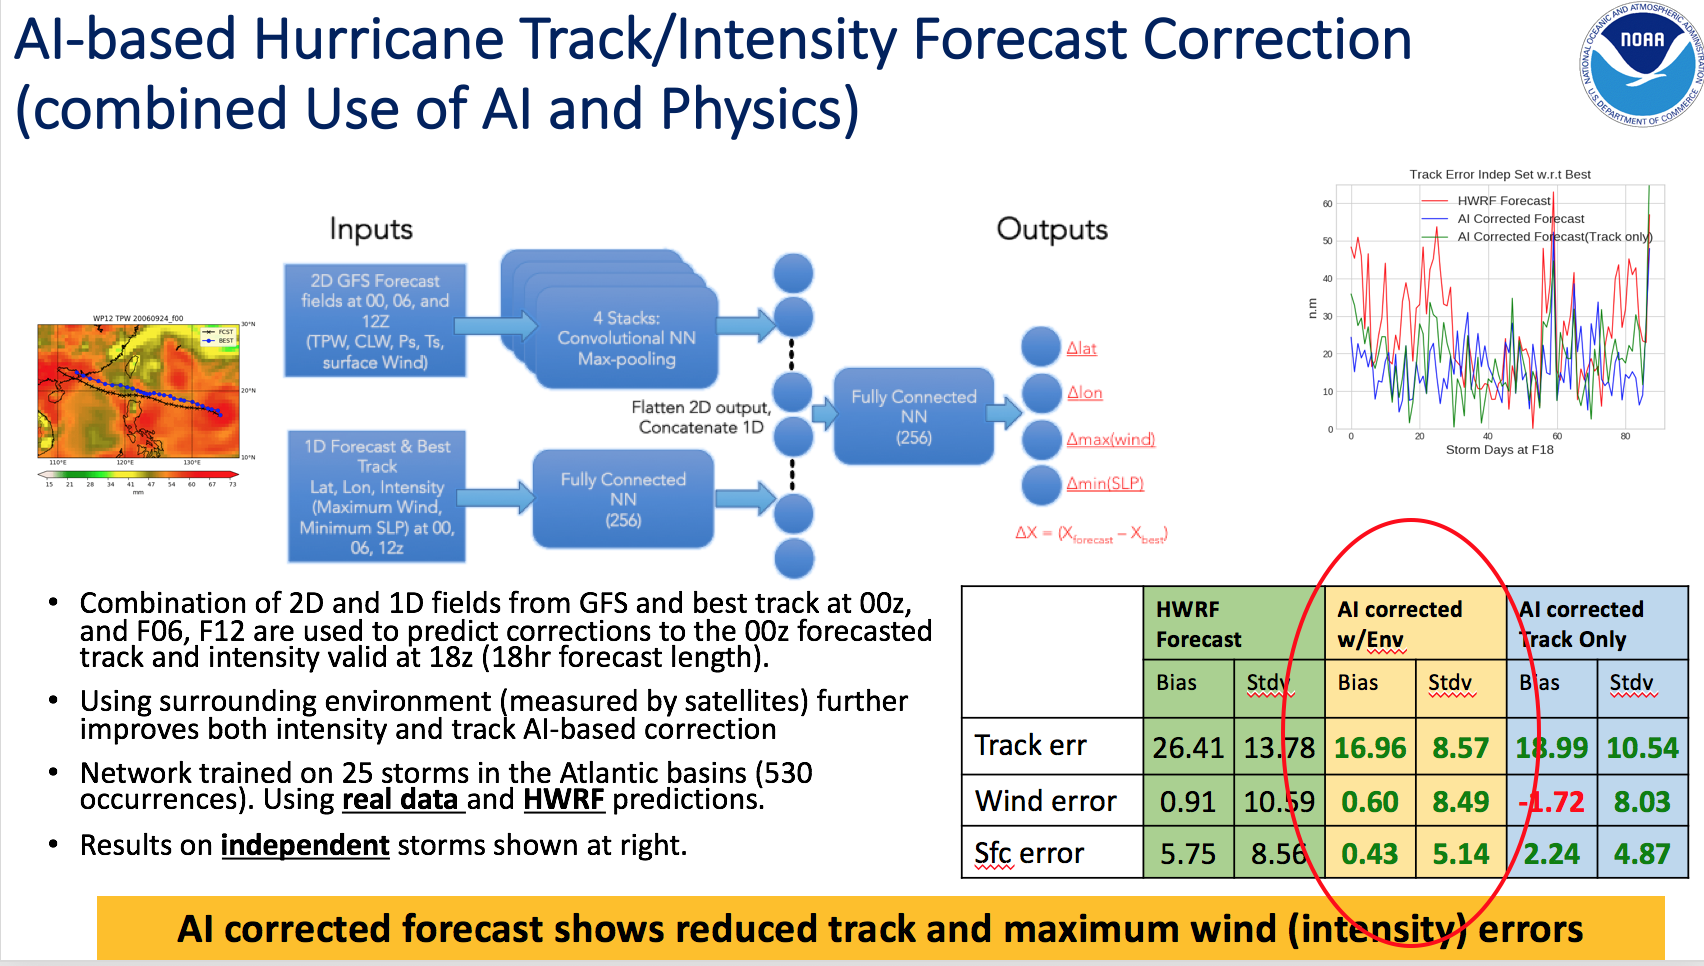 AI-based Hurricane Track/Intensity Forecast Correction
(combined Use of AI and Physics)
NATIONAL OCEANIC AND ATMOSPHERIC ADMINISTRATION
NOAA
U.S. DEPARTMENT OF COMMERCE
Inputs
2D GFS Forecast
fields at 00, 06, and
12Z
(TPW, CLW, Ps, Ts,
surface Wind)
4 Stacks:
Convolutional NN
Max-pooling
Flatten 2D output,
Concatenate 1D
1D Forecast & Best
Track
Lat, Lon, Intensity
(Maximum Wind,
Minimum SLP) at 00,
06, 12z
Fully Connected
NN
(256)
Fully Connected
NN
(256)
Outputs
Δlat
Δlon
Δmax(wind)
Δmin(SLP)
ΔX = (Xforecast – Xbest)
WP12 TPW 20060924_f00
FCST
BEST
30°N
20°N
10°N
110°E 120°E 130°E
15 21 28 34 41 47 54 60 67 73
mm
Track Error Indep Set w.r.t Best
HWRF Forecast
AI Corrected Forecast
AI Corrected Forecast(Track only)
n.m
60
50
40
30
20
10
0
0 20 40 60 80
Storm Days at F18
• Combination of 2D and 1D fields from GFS and best track at 00z,
and F06, F12 are used to predict corrections to the 00z forecasted
track and intensity valid at 18z (18hr forecast length).
• Using surrounding environment (measured by satellites) further
improves both intensity and track AI-based correction
• Network trained on 25 storms in the Atlantic basins (530
occurrences). Using real data and HWRF predictions.
• Results on independent storms shown at right.
HWRF Forecast AI corrected w/Env AI corrected Track Only
Bias Stdv Bias Stdv Bias Stdv
Track err 26.41 13.78 16.96 8.57 18.99 10.54
Wind error 0.91 10.59 0.60 8.49 -1.72 8.03
Sfc error 5.75 8.56 0.43 5.14 2.24 4.87
AI corrected forecast shows reduced track and maximum wind (intensity) errors